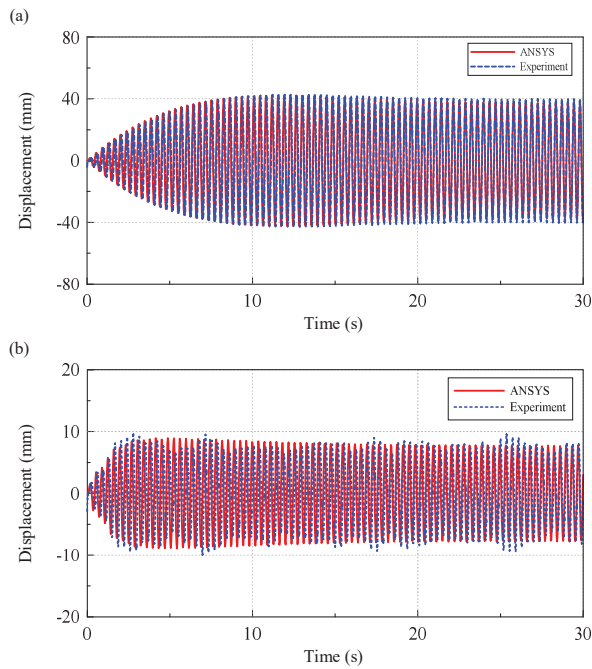 (a)
80
40
0
-40
-80
Displacement (mm)
ANSYS
Experiment
0
10
20
30
Time (s)
(b)
20
10
0
-10
-20
Displacement (mm)
ANSYS
Experiment
0
10
20
30
Time (s)